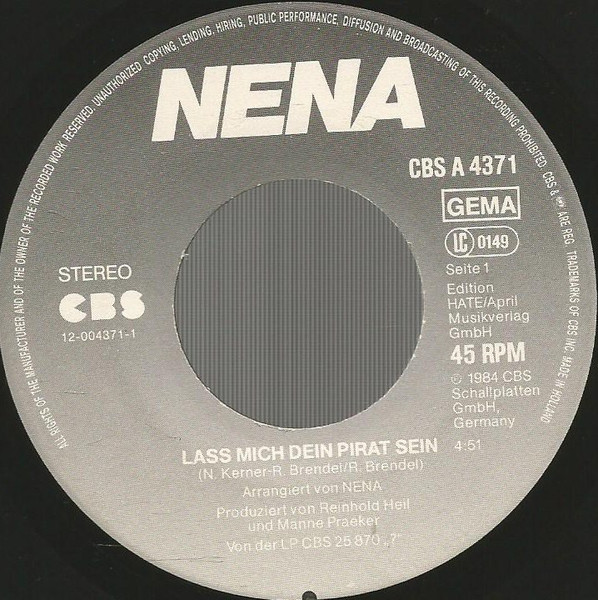 ALL RIGHTS OF THE MANUFACTURER AND OF THE OWNER OF THE RECORDED WORK RESERVED. UNAUTHORIZED COPYING, LENDING, HIRING, PUBLIC PERFORMANCE, DIFFUSION AND BROADCASTING OF THIS RECORDING PROHIBITED. CBS & ARE REG. TRADEMARKS OF CBS INC. MADE IN HOLLAND
NENA
CBS A 4371
GEMA
LC 0149
STEREO
CBS
12-004371-1
Seite 1
Edition
HATE/April
Musikverlag
GmbH
45 RPM
℗ 1984 CBS
Schallplatten
GmbH,
Germany
LASS MICH DEIN PIRAT SEIN 4:51
(N. Kerner-R. Brendel/R. Brendel)
Arrangiert von NENA
Produziert von Reinhold Heil
und Manne Praeker
Von der LP CBS 25 870 „?"